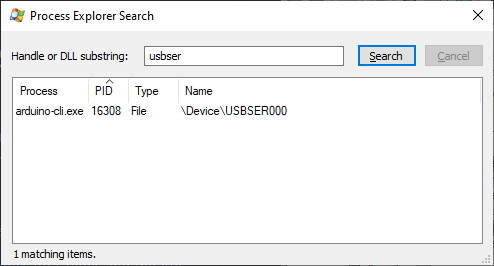 Process Explorer Search
Handle or DLL substring: usbser Search Cancel
Process PID Type Name
arduino-cli.exe 16308 File \Device\USBSER000
1 matching items.